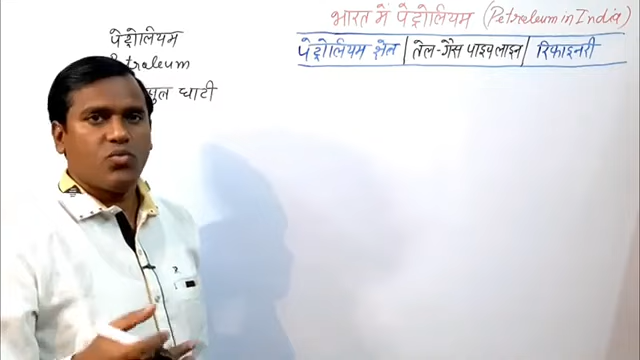 भारत में पेट्रोलियम (Petroleum in India)
पेट्रोलियम क्षेत्र | तेल-गैस पाइपलाइन | रिफाइनरी
पेट्रोलियम
घाटी